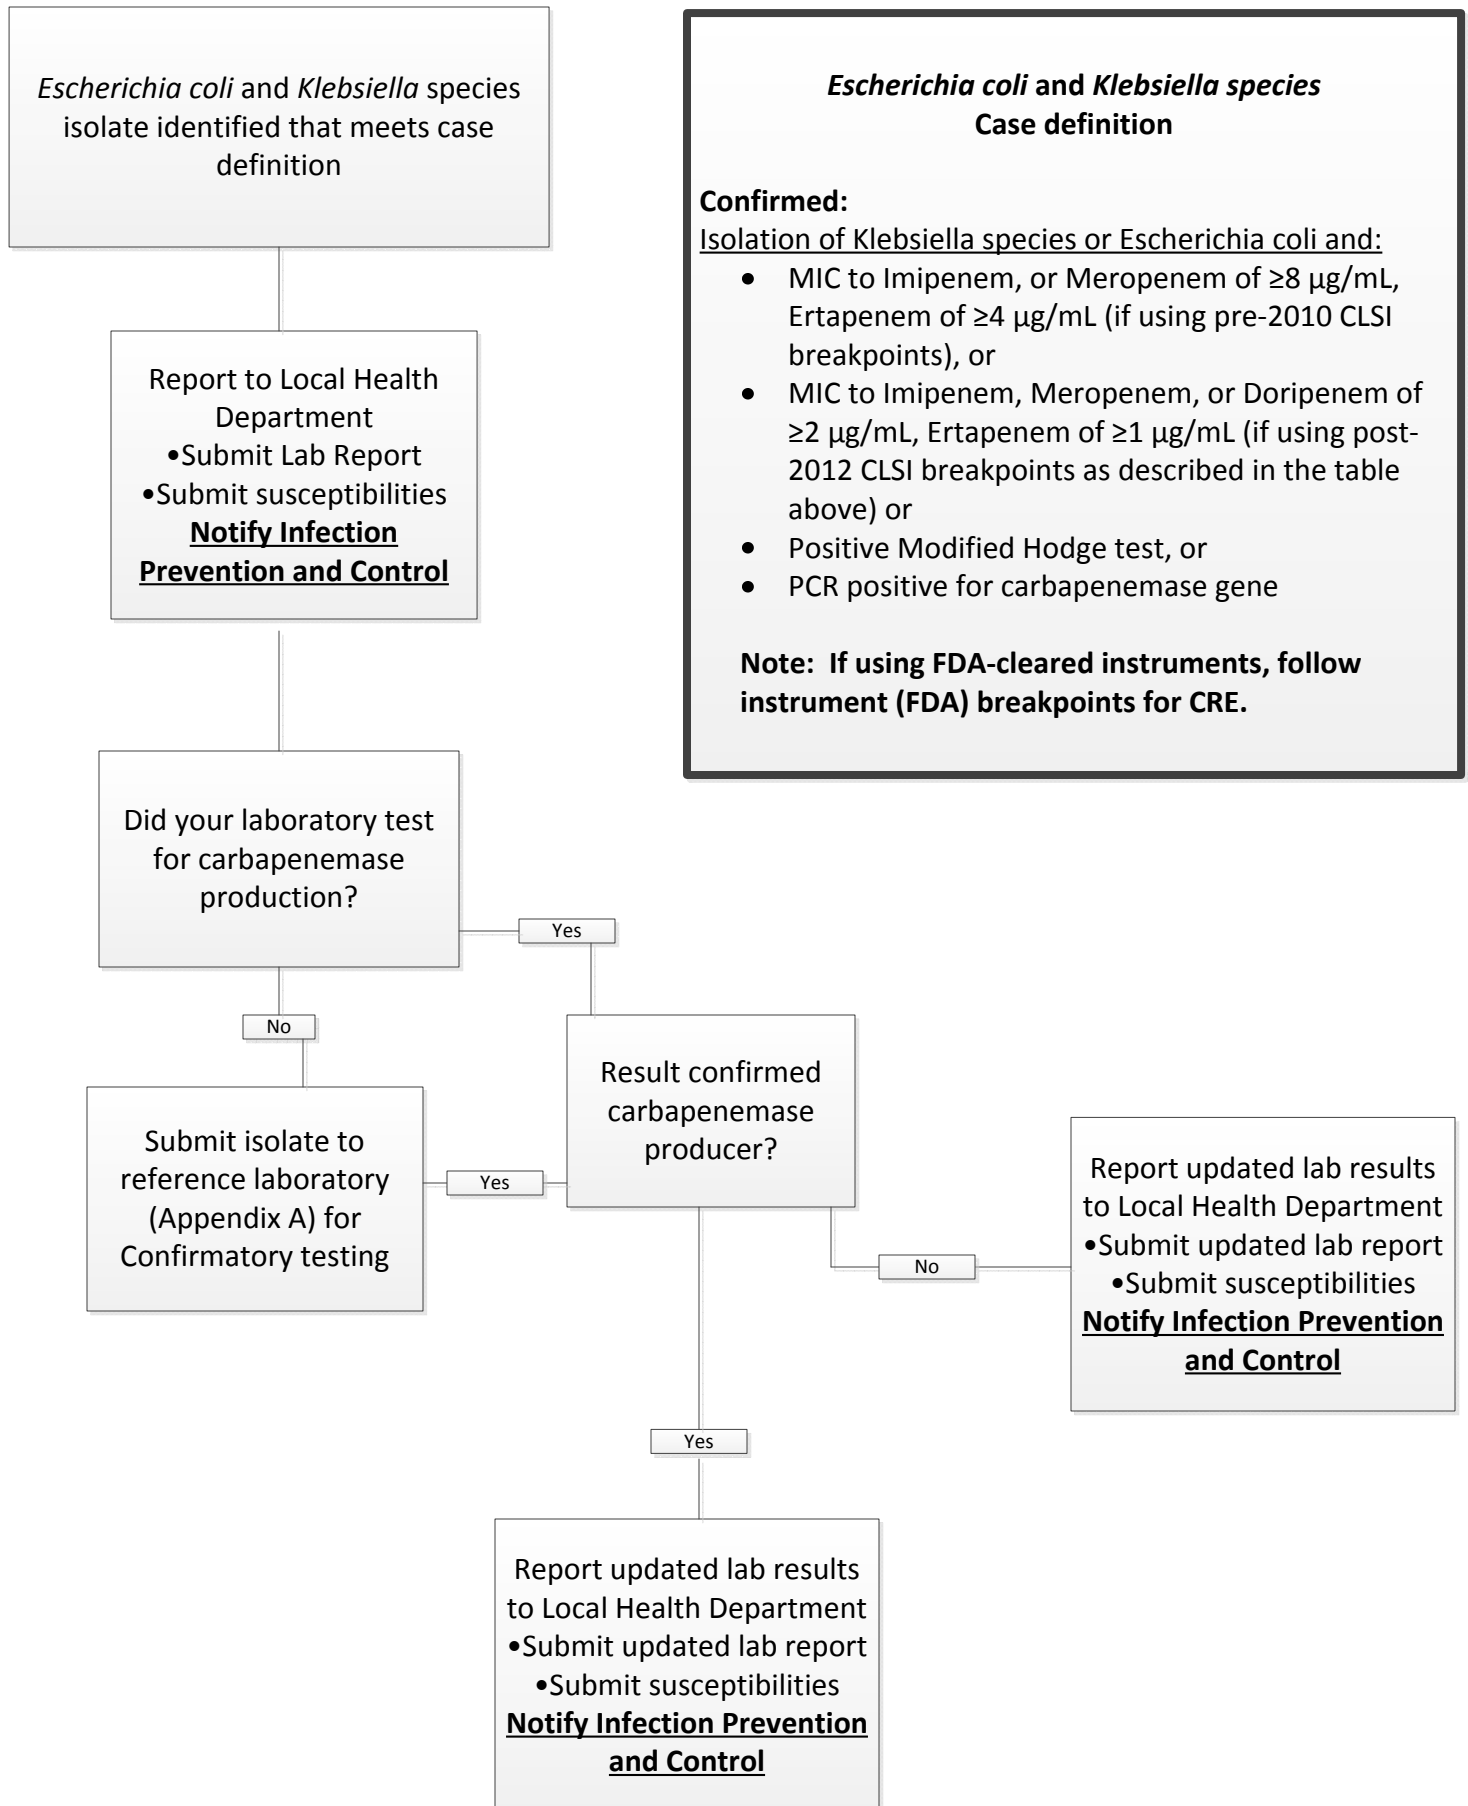 Escherichia coli and Klebsiella species
isolate identified that meets case
definition
Escherichia coli and Klebsiella species
Case definition
Confirmed:
Isolation of Klebsiella species or Escherichia coli and:
• MIC to Imipenem, or Meropenem of ≥8 µg/mL,
Ertapenem of ≥4 µg/mL (if using pre-2010 CLSI
breakpoints), or
• MIC to Imipenem, Meropenem, or Doripenem of
≥2 µg/mL, Ertapenem of ≥1 µg/mL (if using post-
2012 CLSI breakpoints as described in the table
above) or
• Positive Modified Hodge test, or
• PCR positive for carbapenemase gene
Note: If using FDA-cleared instruments, follow
instrument (FDA) breakpoints for CRE.
Report to Local Health
Department
•Submit Lab Report
•Submit susceptibilities
Notify Infection
Prevention and Control
Did your laboratory test
for carbapenemase
production?
Yes
No
Submit isolate to
reference laboratory
(Appendix A) for
Confirmatory testing
Yes
Result confirmed
carbapenemase
producer?
No
Report updated lab results
to Local Health Department
•Submit updated lab report
•Submit susceptibilities
Notify Infection Prevention
and Control
Yes
Report updated lab results
to Local Health Department
•Submit updated lab report
•Submit susceptibilities
Notify Infection Prevention
and Control